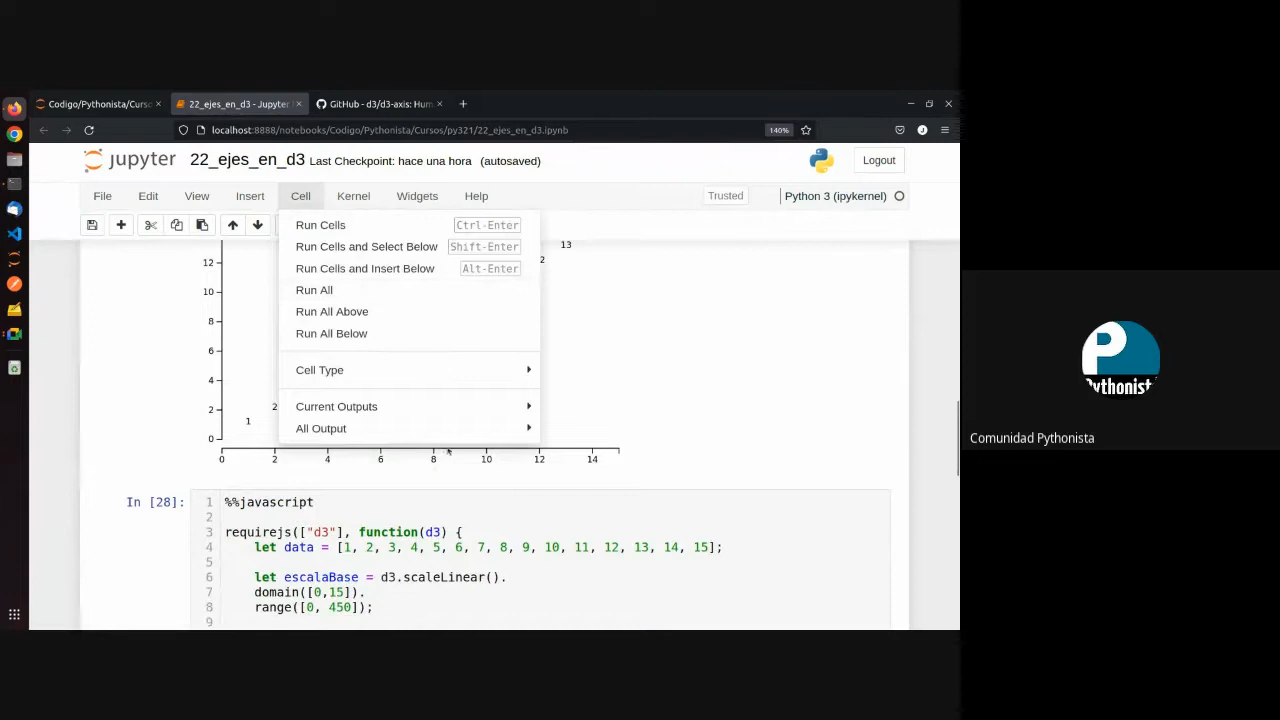 Codigo/Pythonista/Curso
22_ejes_en_d3 - Jupyter
GitHub - d3/d3-axis: Hum
localhost:8888/notebooks/Codigo/Pythonista/Cursos/py321/22_ejes_en_d3.ipynb
140%
jupyter
22_ejes_en_d3
Last Checkpoint: hace una hora (autosaved)
Logout
File Edit View Insert Cell Kernel Widgets Help
Trusted
Python 3 (ipykernel)
Run Cells Ctrl-Enter
Run Cells and Select Below Shift-Enter
Run Cells and Insert Below Alt-Enter
Run All
Run All Above
Run All Below
Cell Type
Current Outputs
All Output
13
12
2
10
8
6
4
2
2
1
0
0 2 4 6 8 10 12 14
In [28]:
1 %%javascript
2
3 requirejs(["d3"], function(d3) {
4 let data = [1, 2, 3, 4, 5, 6, 7, 8, 9, 10, 11, 12, 13, 14, 15];
5
6 let escalaBase = d3.scaleLinear().
7 domain([0,15]).
8 range([0, 450]);
9
Pythonist
Comunidad Pythonista